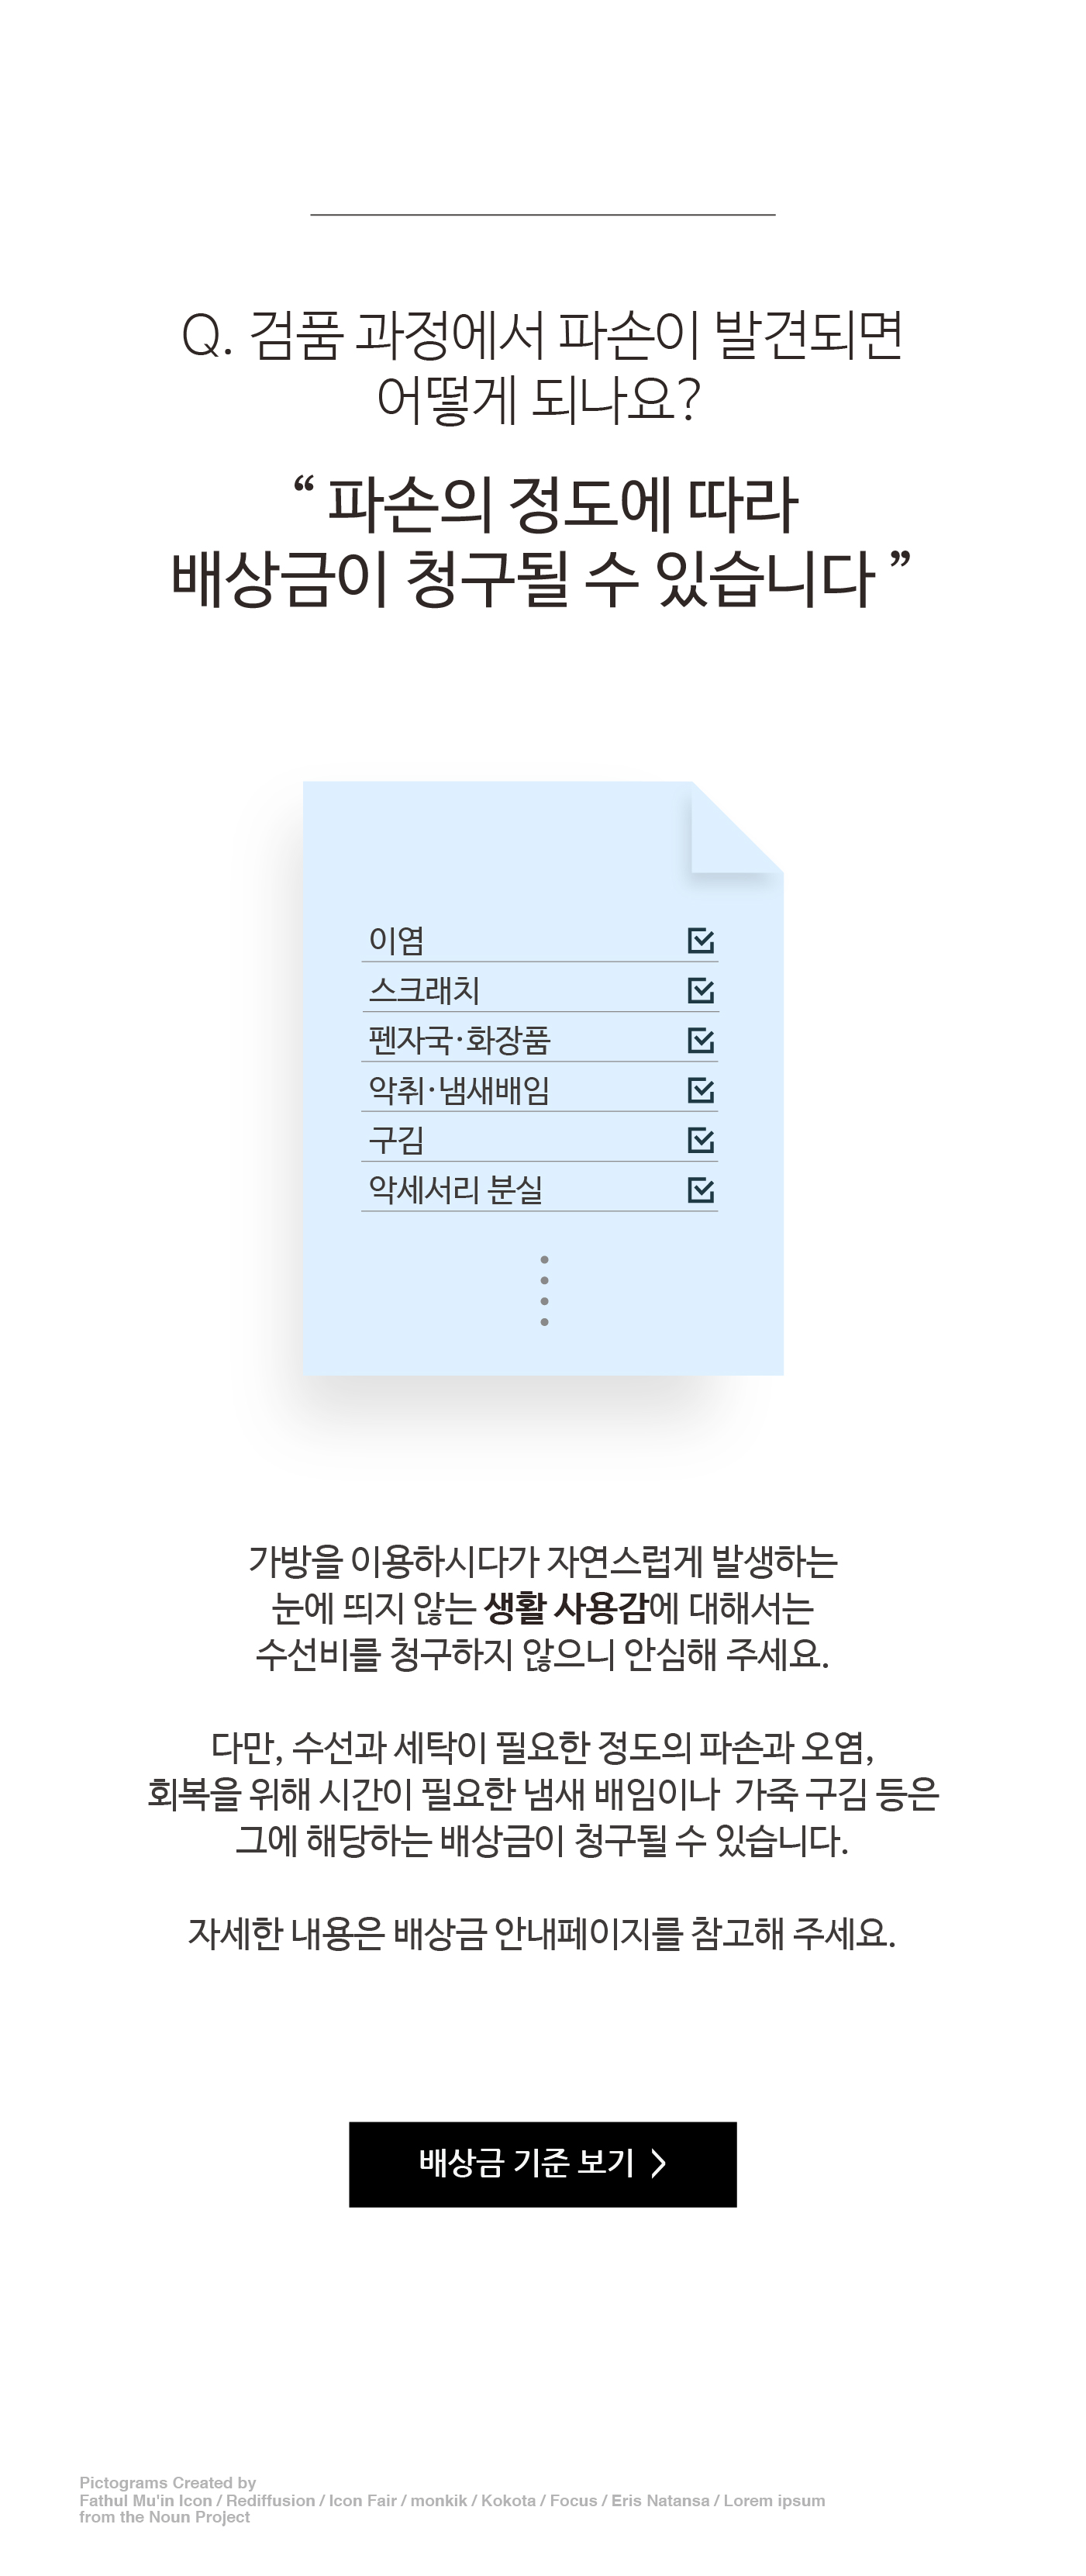 Q. 검품 과정에서 파손이 발견되면
어떻게 되나요?
“ 파손의 정도에 따라
배상금이 청구될 수 있습니다 ”
이염
스크래치
펜자국·화장품
악취·냄새배임
구김
악세서리 분실
가방을 이용하시다가 자연스럽게 발생하는
눈에 띄지 않는 생활 사용감에 대해서는
수선비를 청구하지 않으니 안심해 주세요.
다만, 수선과 세탁이 필요한 정도의 파손과 오염,
회복을 위해 시간이 필요한 냄새 배임이나 가죽 구김 등은
그에 해당하는 배상금이 청구될 수 있습니다.
자세한 내용은 배상금 안내페이지를 참고해 주세요.
배상금 기준 보기 >
Pictograms Created by
Fathul Mu'in Icon / Rediffusion / Icon Fair / monkik / Kokota / Focus / Eris Natansa / Lorem ipsum
from the Noun Project